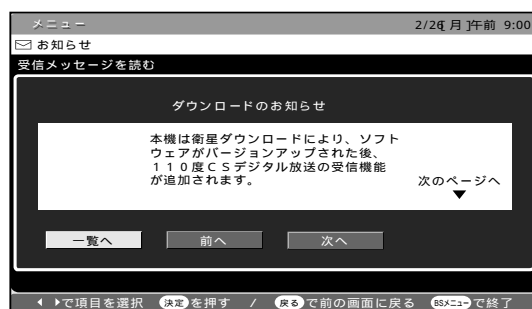 メニュー 2/26[月]午前 9:00
お知らせ
受信メッセージを読む
ダウンロードのお知らせ
本機は衛星ダウンロードにより、ソフト
ウェアがバージョンアップされた後、
110度CSデジタル放送の受信機能
が追加されます。
次のページへ
一覧へ 前へ 次へ
で項目を選択 決定を押す / 戻るで前の画面に戻る BSメニューで終了